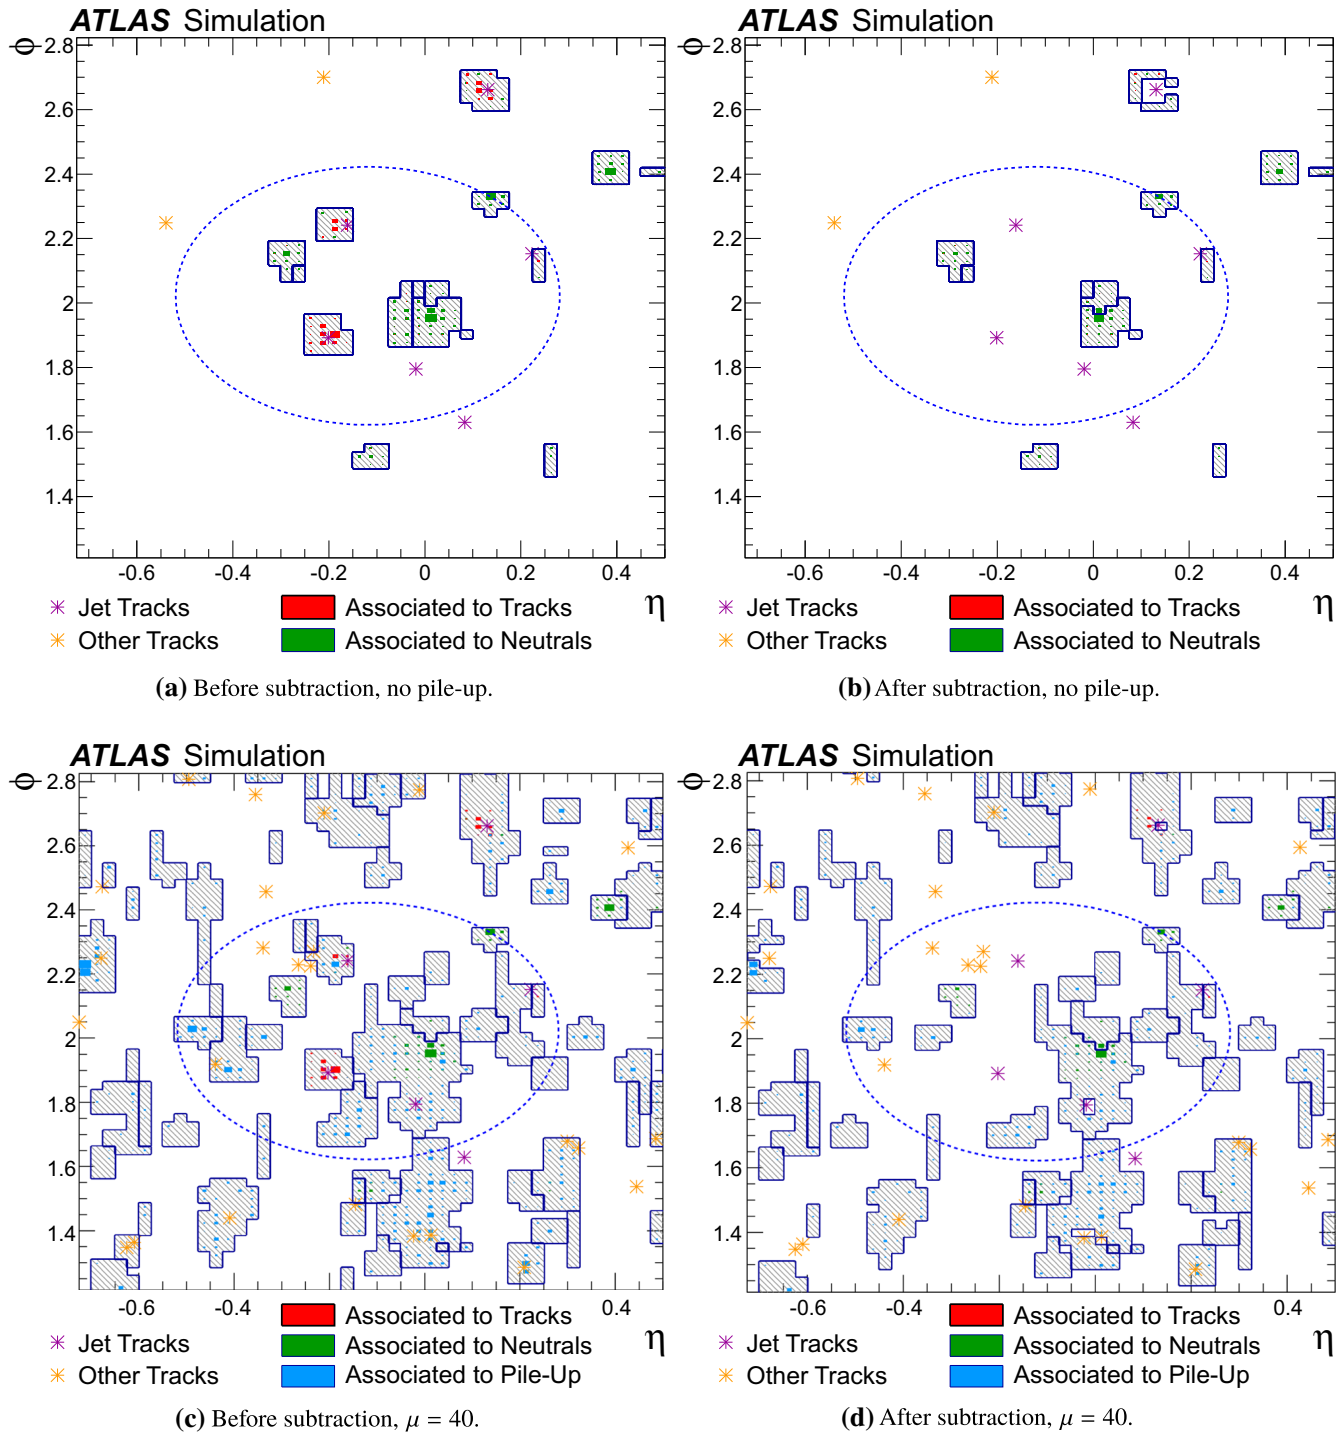 ATLAS Simulation
ATLAS Simulation
ϕ
2.8
2.6
2.4
2.2
2
1.8
1.6
1.4
-0.6 -0.4 -0.2 0 0.2 0.4
η
Jet Tracks
Other Tracks
Associated to Tracks
Associated to Neutrals
(a) Before subtraction, no pile-up.
ϕ
2.8
2.6
2.4
2.2
2
1.8
1.6
1.4
-0.6 -0.4 -0.2 0 0.2 0.4
η
Jet Tracks
Other Tracks
Associated to Tracks
Associated to Neutrals
(b) After subtraction, no pile-up.
ATLAS Simulation
ϕ
2.8
2.6
2.4
2.2
2
1.8
1.6
1.4
-0.6 -0.4 0.4
η
Jet Tracks
Other Tracks
Associated to Tracks
Associated to Neutrals
Associated to Pile-Up
(c) Before subtraction, μ = 40.
ATLAS Simulation
ϕ
2.8
2.6
2.4
2.2
2
1.8
1.6
1.4
-0.6 -0.4 0.4
η
Jet Tracks
Other Tracks
Associated to Tracks
Associated to Neutrals
Associated to Pile-Up
(d) After subtraction, μ = 40.